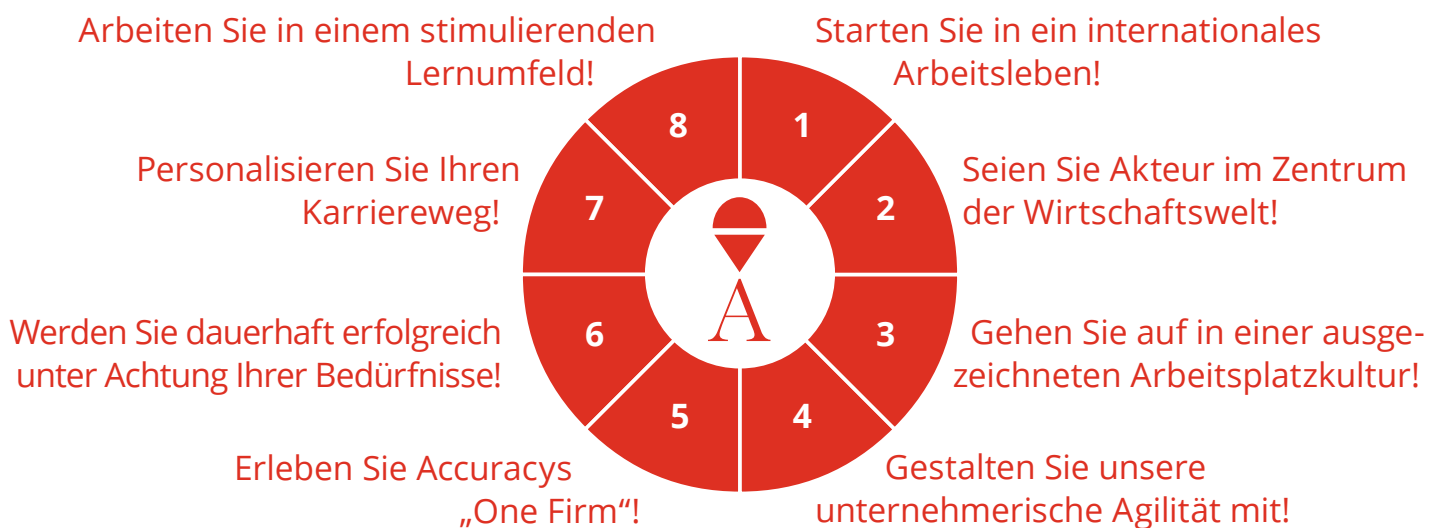 1
Starten Sie in ein internationales
Arbeitsleben!
2
Seien Sie Akteur im Zentrum
der Wirtschaftswelt!
3
Gehen Sie auf in einer ausge-
zeichneten Arbeitsplatzkultur!
4
Gestalten Sie unsere
unternehmerische Agilität mit!
5
Erleben Sie Accuracys
„One Firm“!
6
Werden Sie dauerhaft erfolgreich
unter Achtung Ihrer Bedürfnisse!
7
Personalisieren Sie Ihren
Karriereweg!
8
Arbeiten Sie in einem stimulierenden
Lernumfeld!
A